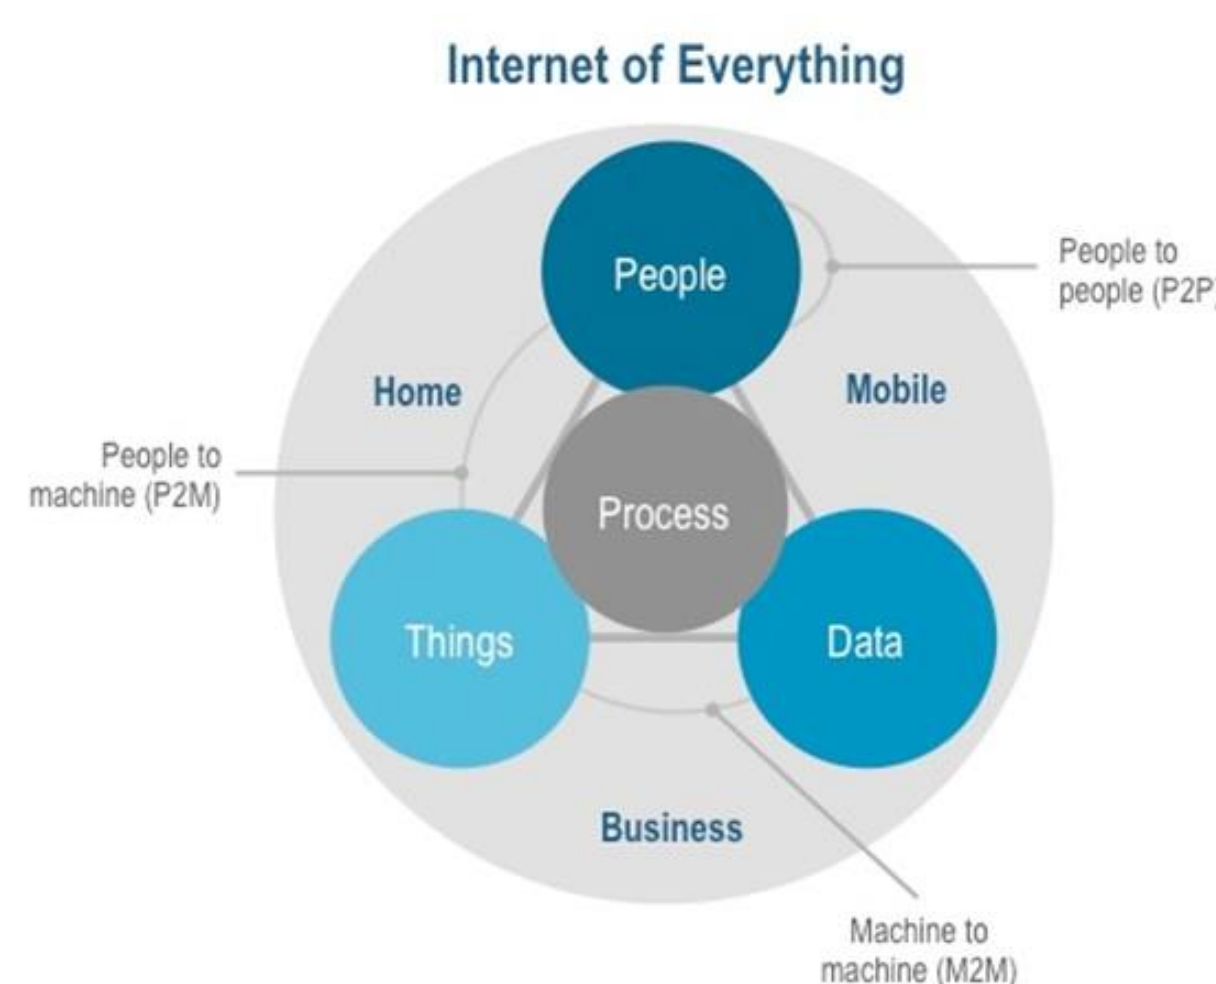 Internet of Everything
People
People to
people (P2P)
Home
Mobile
People to
machine (P2M)
Process
Things
Data
Business
Machine to
machine (M2M)